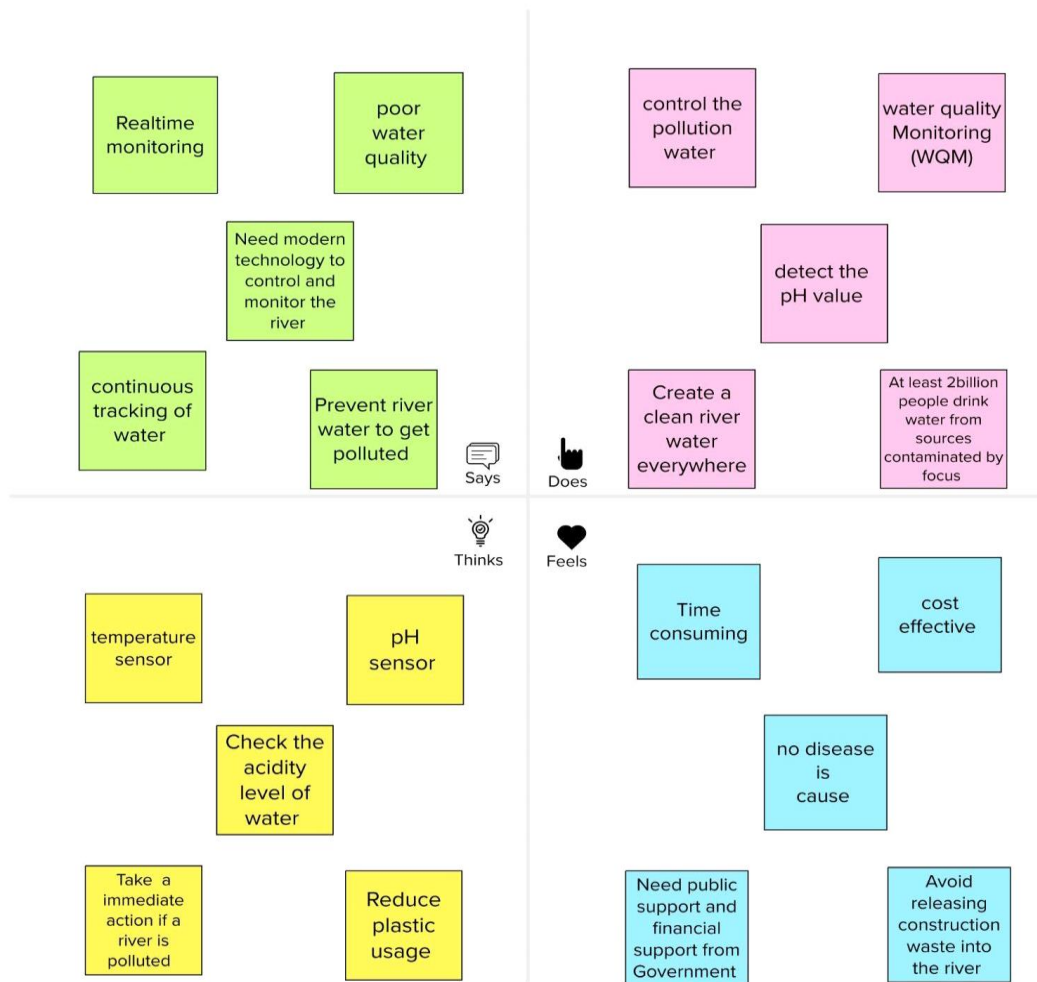 Realtime
monitoring
poor
water
quality
Need modern
technology to
control and
monitor the
river
continuous
tracking of
water
Prevent river
water to get
polluted
Says
control the
pollution
water
water quality
Monitoring
(WQM)
detect the
pH value
Create a
clean river
water
everywhere
At least 2billion
people drink
water from
sources
contaminated by
focus
Does
Thinks
temperature
sensor
pH
sensor
Check the
acidity
level of
water
Take a
immediate
action if a
river is
polluted
Reduce
plastic
usage
Feels
Time
consuming
cost
effective
no disease
is
cause
Need public
support and
financial
support from
Government
Avoid
releasing
construction
waste into
the river